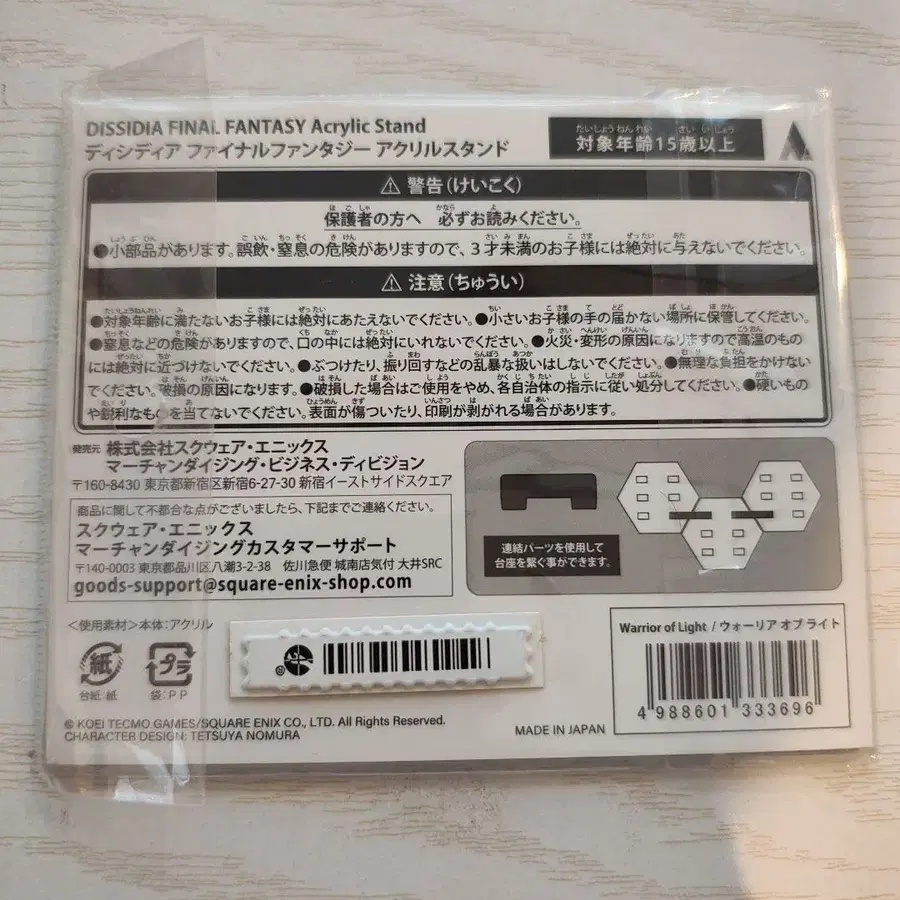 DISSIDIA FINAL FANTASY Acrylic Stand
ディシディア ファイナルファンタジー アクリルスタンド
たいしょうねんれい さいいじょう
対象年齢15歳以上
⚠ 警告(けいこく)
保護者の方へ 必ずお読みください。
●小部品があります。誤飲・窒息の危険がありますので、3才未満のお子様には絶対に与えないでください。
⚠ 注意(ちゅうい)
●対象年齢に満たないお子様には絶対にあたえないでください。●小さいお子様の手の届かない場所に保管してください。
●窒息などの危険がありますので、口の中には絶対にいれないでください。●火災・変形の原因になりますので高温のもの
には絶対に近づけないでください。●ぶつけたり、振り回すなどの乱暴な扱いはしないでください。●無理な負担をかけない
でください。破損の原因になります。●破損した場合はご使用をやめ、各自治体の指示に従い処分してください。●硬いもの
や鋭利なものを当てないでください。表面が傷ついたり、印刷が剥がれる場合があります。
発売元 株式会社スクウェア・エニックス
マーチャンダイジング・ビジネス・ディビジョン
〒160-8430 東京都新宿区新宿6-27-30 新宿イーストサイドスクエア
商品に関して不都合な点がございましたら、下記までご連絡ください。
スクウェア・エニックス
マーチャンダイジングカスタマーサポート
〒140-0003 東京都品川区八潮3-2-38 佐川急便 城南店気付 大井SRC
goods-support@square-enix-shop.com
連結パーツを使用して
台座を繋ぐ事ができます。
<使用素材>本体:アクリル
紙
プラ
台紙:紙
袋:PP
Warrior of Light / ウォーリア オブ ライト
4 988601 333696
© KOEI TECMO GAMES/SQUARE ENIX CO., LTD. All Rights Reserved.
CHARACTER DESIGN: TETSUYA NOMURA
MADE IN JAPAN